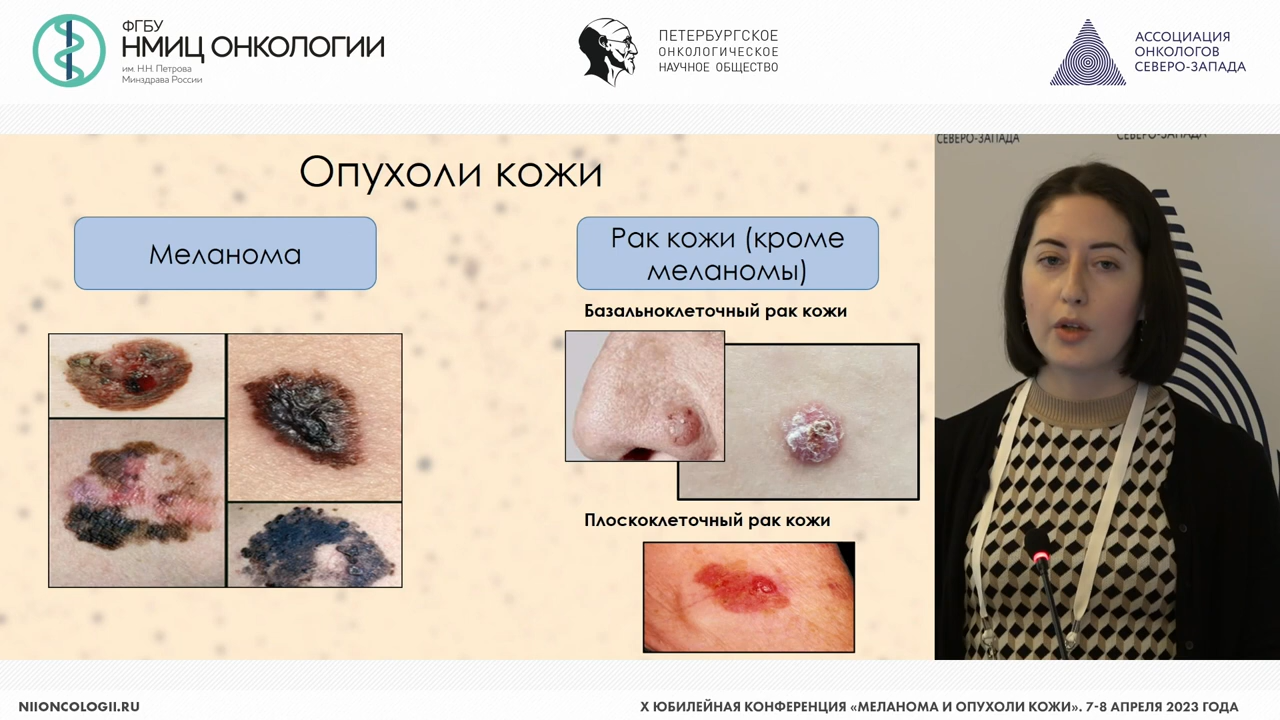 ФГБУ
НМИЦ ОНКОЛОГИИ
им. Н.Н. Петрова
Минздрава России
ПЕТЕРБУРГСКОЕ
ОНКОЛОГИЧЕСКОЕ
НАУЧНОЕ ОБЩЕСТВО
АССОЦИАЦИЯ
ОНКОЛОГОВ
СЕВЕРО-ЗАПАДА
СЕВЕРО-ЗАПАДА
СЕВЕРО-ЗАПАДА
Опухоли кожи
Меланома
Рак кожи (кроме
меланомы)
Базальноклеточный рак кожи
Плоскоклеточный рак кожи
NIIONCOLOGII.RU
X ЮБИЛЕЙНАЯ КОНФЕРЕНЦИЯ «МЕЛАНОМА И ОПУХОЛИ КОЖИ». 7-8 АПРЕЛЯ 2023 ГОДА